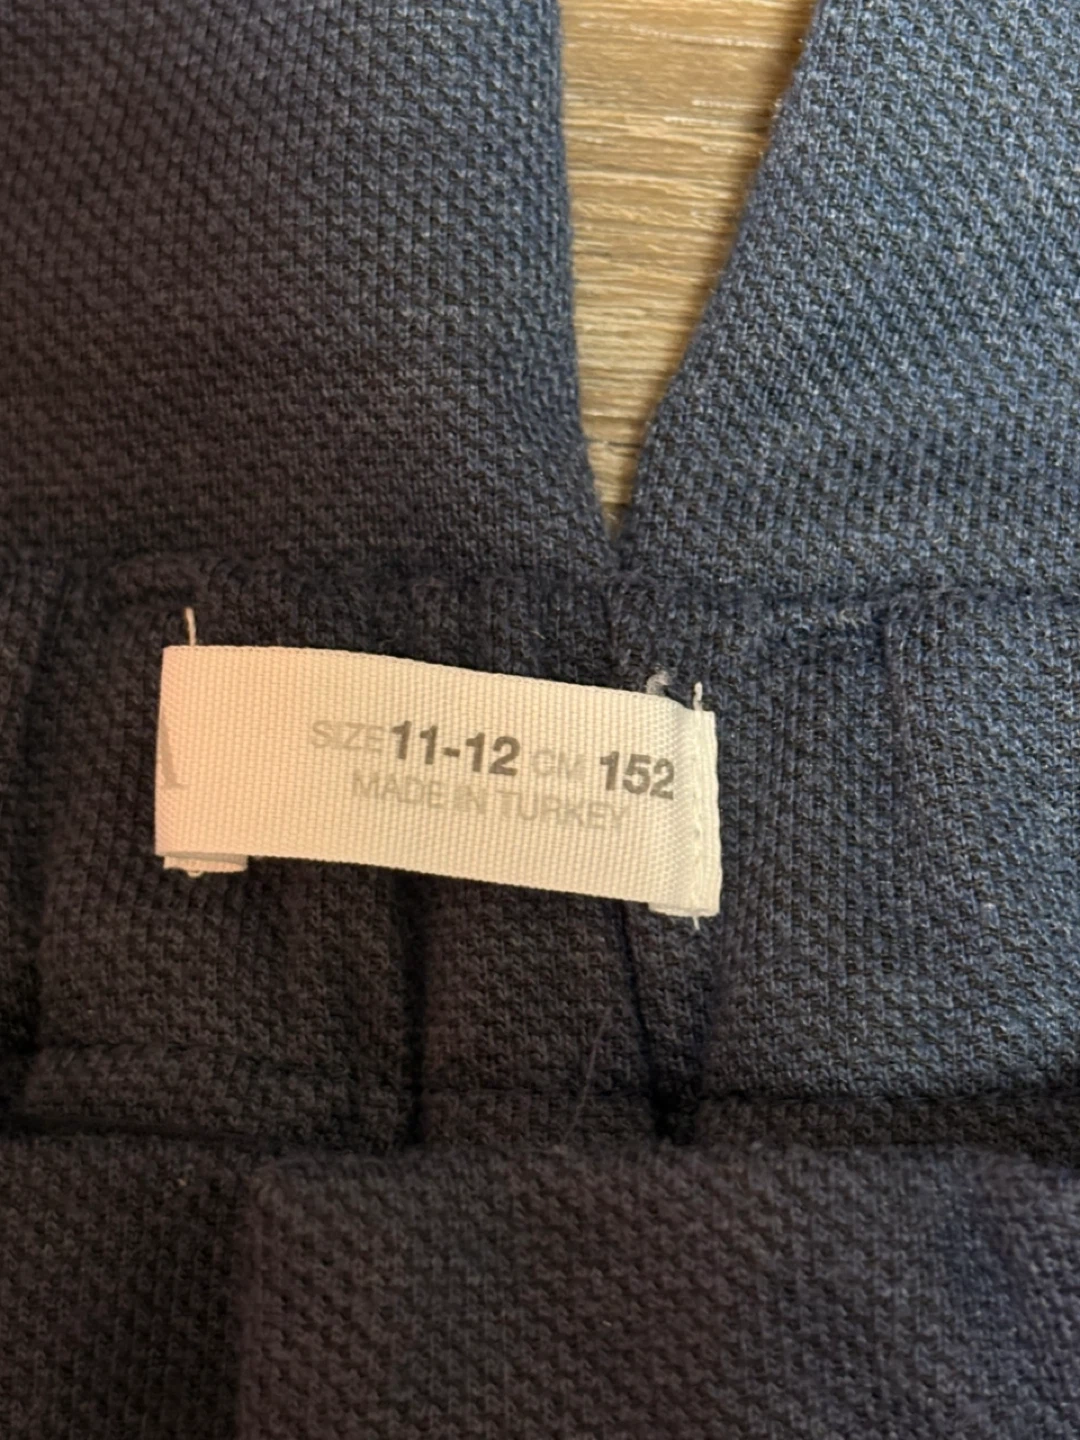 SIZE 11-12 CM 152
MADE IN TURKEY